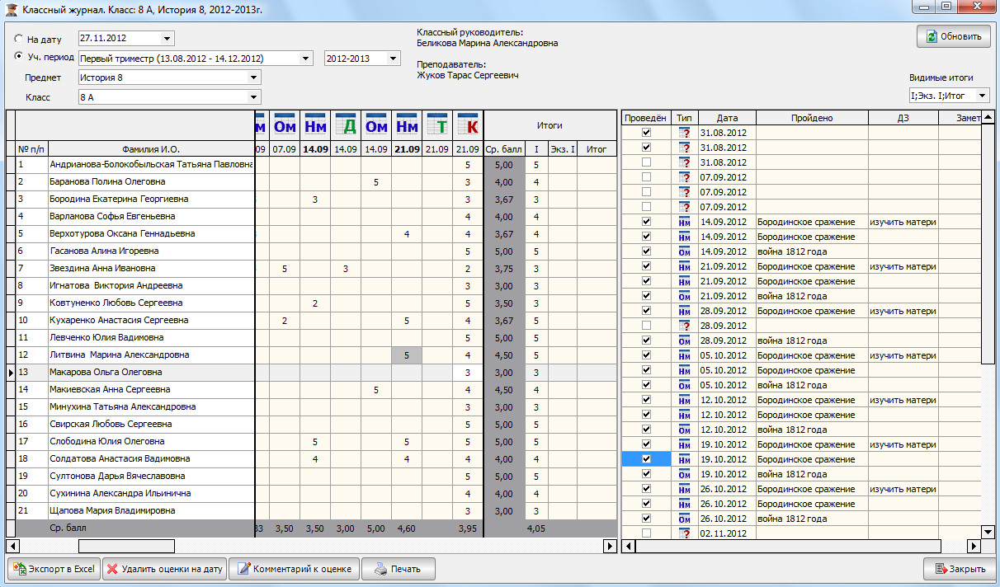 Классный журнал. Класс: 8 А, История 8, 2012-2013г.
На дату 27.11.2012
Уч. период Первый триместр (13.08.2012 - 14.12.2012) 2012-2013
Предмет История 8
Класс 8 А
Классный руководитель:
Беликова Марина Александровна
Преподаватель:
Жуков Тарас Сергеевич
Обновить
Видимые итоги
I;Экз. I;Итог
м Ом Нм Д Ом Нм Т К Итоги
№ п/п Фамилия И.О. 09 07.09 14.09 14.09 14.09 21.09 21.09 21.09 Ср. балл I Экз. I Итог
1 Андрианова-Болокобыльская Татьяна Павловна 5 5,00 5
2 Баранова Полина Олеговна 5 3 4,00 4
3 Бородина Екатерина Георгиевна 3 3 3,67 3
4 Варламова Софья Евгеньевна 4 4,00 4
5 Верхотурова Оксана Геннадьевна 4 4 3,67 4
6 Гасанова Алина Игоревна 5 5,00 5
7 Звездина Анна Ивановна 5 3 2 3,75 3
8 Игнатова Виктория Андреевна 3 3,00 3
9 Ковтуненко Любовь Сергеевна 2 5 3,50 3
10 Кухаренко Анастасия Сергеевна 2 5 4 3,67 5
11 Левченко Юлия Вадимовна 5 5,00 5
12 Литвина Марина Александровна 5 4 4,50 5
13 Макарова Ольга Олеговна 3 3,00 3
14 Макиевская Анна Сергеевна 5 4 4,50 4
15 Минухина Татьяна Александровна 3 3,00 3
16 Свирская Любовь Сергеевна 5 5,00 5
17 Слободина Юлия Олеговна 5 5 5 5,00 5
18 Солдатова Анастасия Вадимовна 4 4 4 4,00 4
19 Султонова Дарья Вячеславовна 5 5,00 5
20 Сухинина Александра Ильинична 4 4,00 4
21 Щапова Мария Владимировна 3 3,00 3
Ср. балл 33 3,50 3,50 3,00 5,00 4,60 3,95 4,05
Проведён Тип Дата Пройдено ДЗ Замет
? 31.08.2012
? 31.08.2012
? 31.08.2012
? 07.09.2012
? 07.09.2012
? 07.09.2012
Нм 14.09.2012 Бородинское сражение изучить матери
Нм 14.09.2012 Бородинское сражение
Ом 14.09.2012 война 1812 года
Нм 21.09.2012 Бородинское сражение изучить матери
Нм 21.09.2012 Бородинское сражение
Ом 21.09.2012 война 1812 года
Нм 28.09.2012 Бородинское сражение изучить матери
? 28.09.2012
Ом 28.09.2012 война 1812 года
Нм 05.10.2012 Бородинское сражение изучить матери
Нм 05.10.2012 Бородинское сражение
Ом 05.10.2012 война 1812 года
Нм 12.10.2012 Бородинское сражение изучить матери
Нм 12.10.2012 Бородинское сражение
Ом 12.10.2012 война 1812 года
Нм 19.10.2012 Бородинское сражение изучить матери
Нм 19.10.2012 Бородинское сражение
Ом 19.10.2012 война 1812 года
Нм 26.10.2012 Бородинское сражение изучить матери
Нм 26.10.2012 Бородинское сражение
Ом 26.10.2012 война 1812 года
? 02.11.2012
Экспорт в Excel Удалить оценки на дату Комментарий к оценке Печать Закрыть